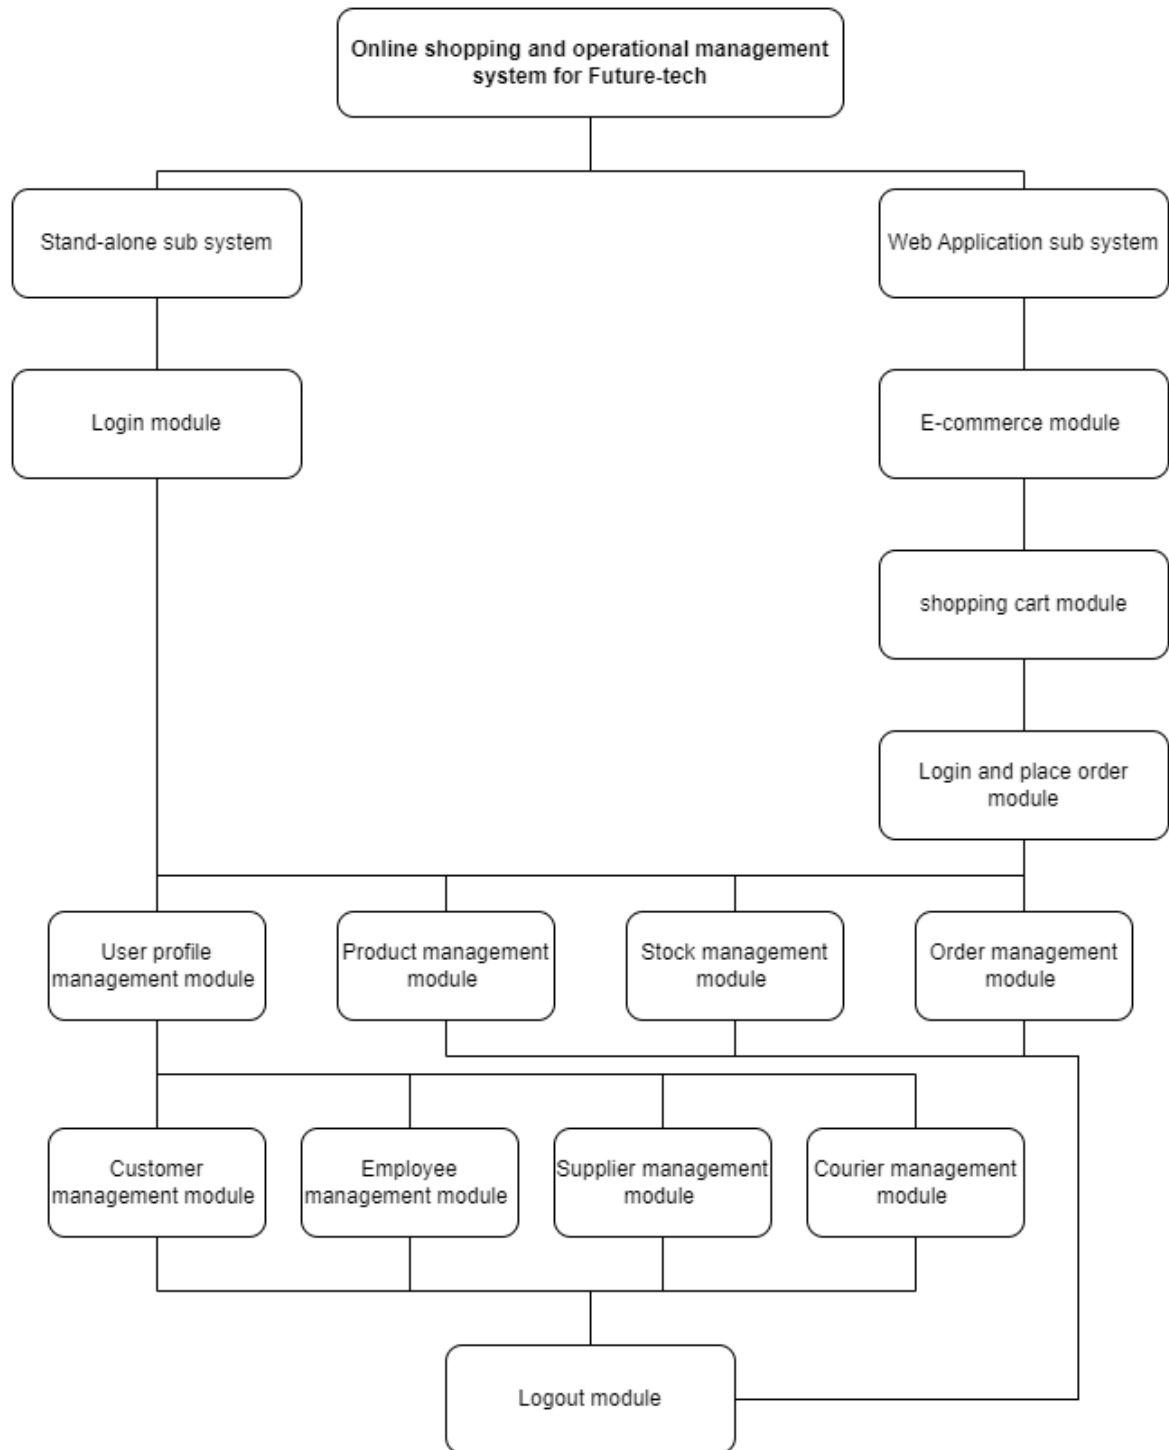 Online shopping and operational management
system for Future-tech
Stand-alone sub system
Web Application sub system
Login module
E-commerce module
shopping cart module
Login and place order
module
User profile
management module
Product management
module
Stock management
module
Order management
module
Customer
management module
Employee
management module
Supplier management
module
Courier management
module
Logout module